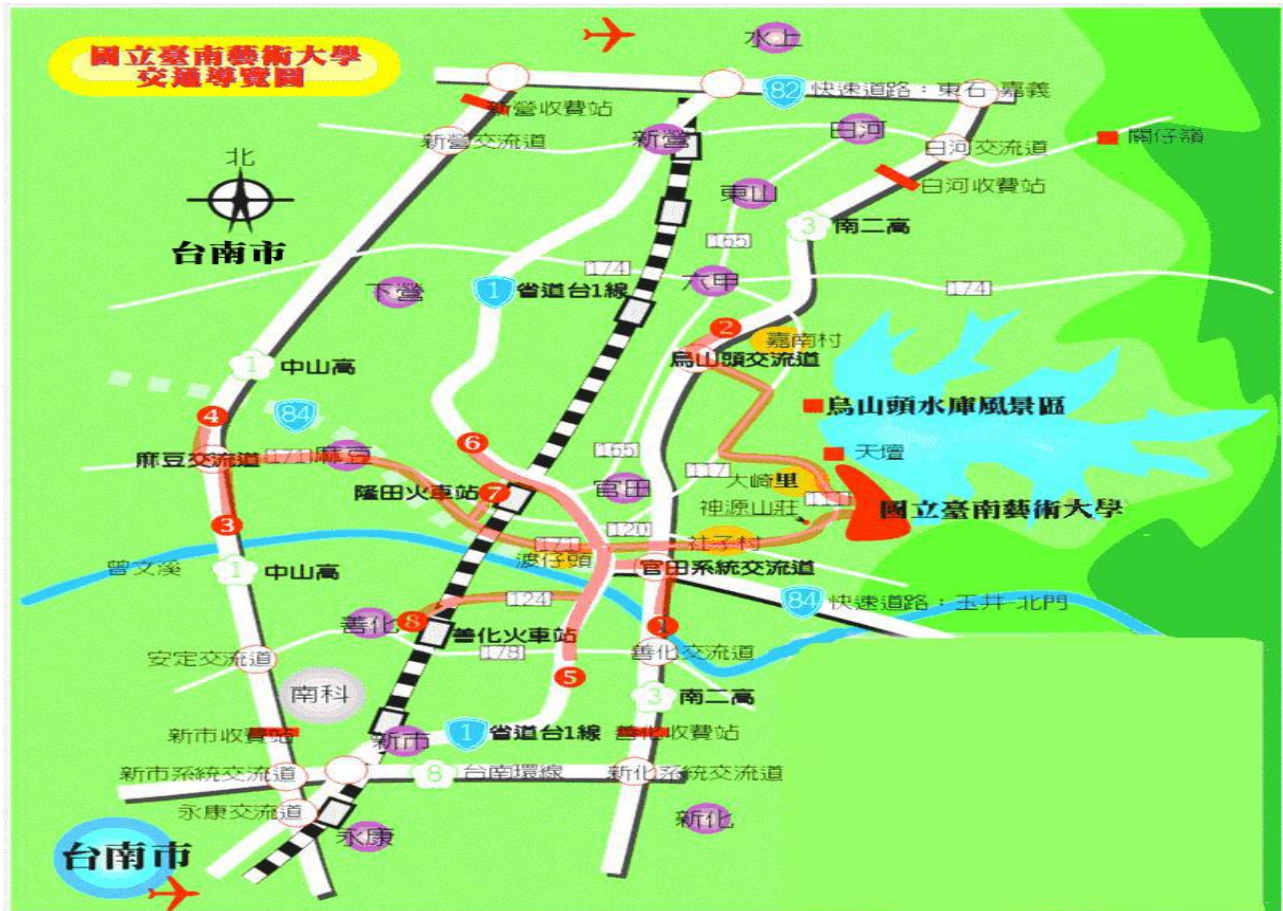 國立臺南藝術大學
交通導覽圖
水上
82 快速道路：東石-嘉義
新營收費站
新營交流道
新營
白河
白河交流道
關仔嶺
北
台南市
東山
白河收費站
3 南二高
165
174
下營
1 省道台1線
六甲
174
2
嘉南村
烏山頭交流道
1 中山高
4
84
烏山頭水庫風景區
6
麻豆交流道
171
麻豆
165
117
天壇
隆田火車站
7
官田
大崎里
111
神源山莊
國立臺南藝術大學
3
120
171
社子村
渡仔頭
官田系統交流道
曾文溪
1 中山高
124
84 快速道路：玉井-北門
善化
8
善化火車站
1
安定交流道
178
善化交流道
5
南科
3 南二高
新市收費站
新市
1 省道台1線
善化收費站
新市系統交流道
8 台南環線
新化系統交流道
永康交流道
永康
新化
台南市